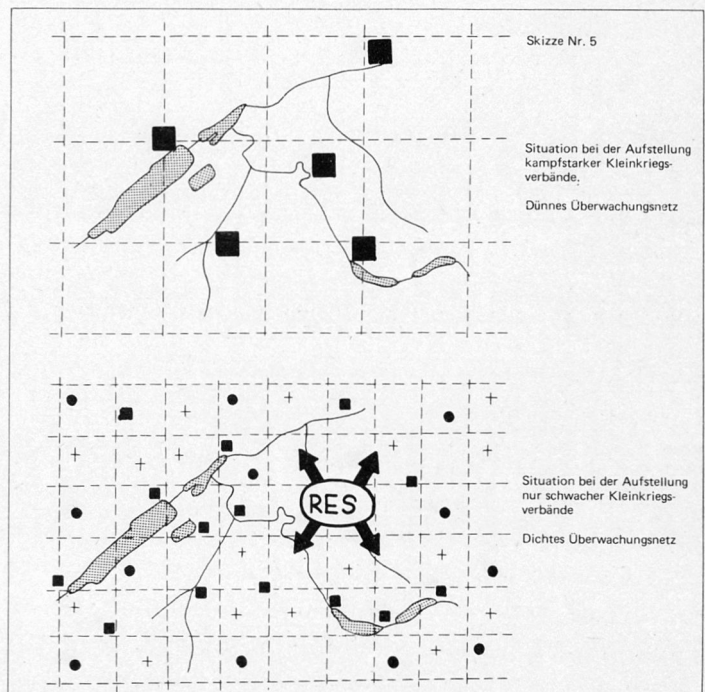 Skizze Nr. 5
Situation bei der Aufstellung
kampfstarker Kleinkriegs-
verbände.
Dünnes Überwachungsnetz
RES
Situation bei der Aufstellung
nur schwacher Kleinkriegs-
verbände
Dichtes Überwachungsnetz